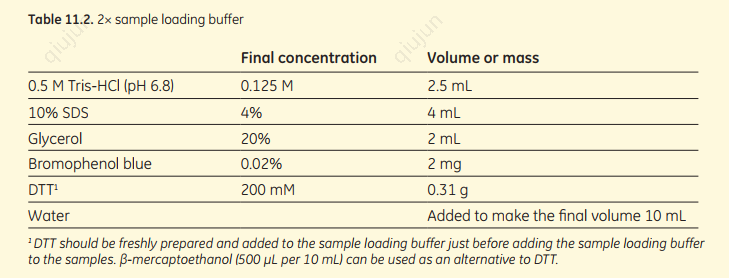 Table 11.2. 2× sample loading buffer
qiujun qiujun
Final concentration Volume or mass
0.5 M Tris-HCl (pH 6.8) 0.125 M 2.5 mL
10% SDS 4% 4 mL
Glycerol 20% 2 mL
Bromophenol blue 0.02% 2 mg
DTT¹ 200 mM 0.31 g
Water Added to make the final volume 10 mL
¹ DTT should be freshly prepared and added to the sample loading buffer just before adding the sample loading buffer
to the samples. β-mercaptoethanol (500 µL per 10 mL) can be used as an alternative to DTT.